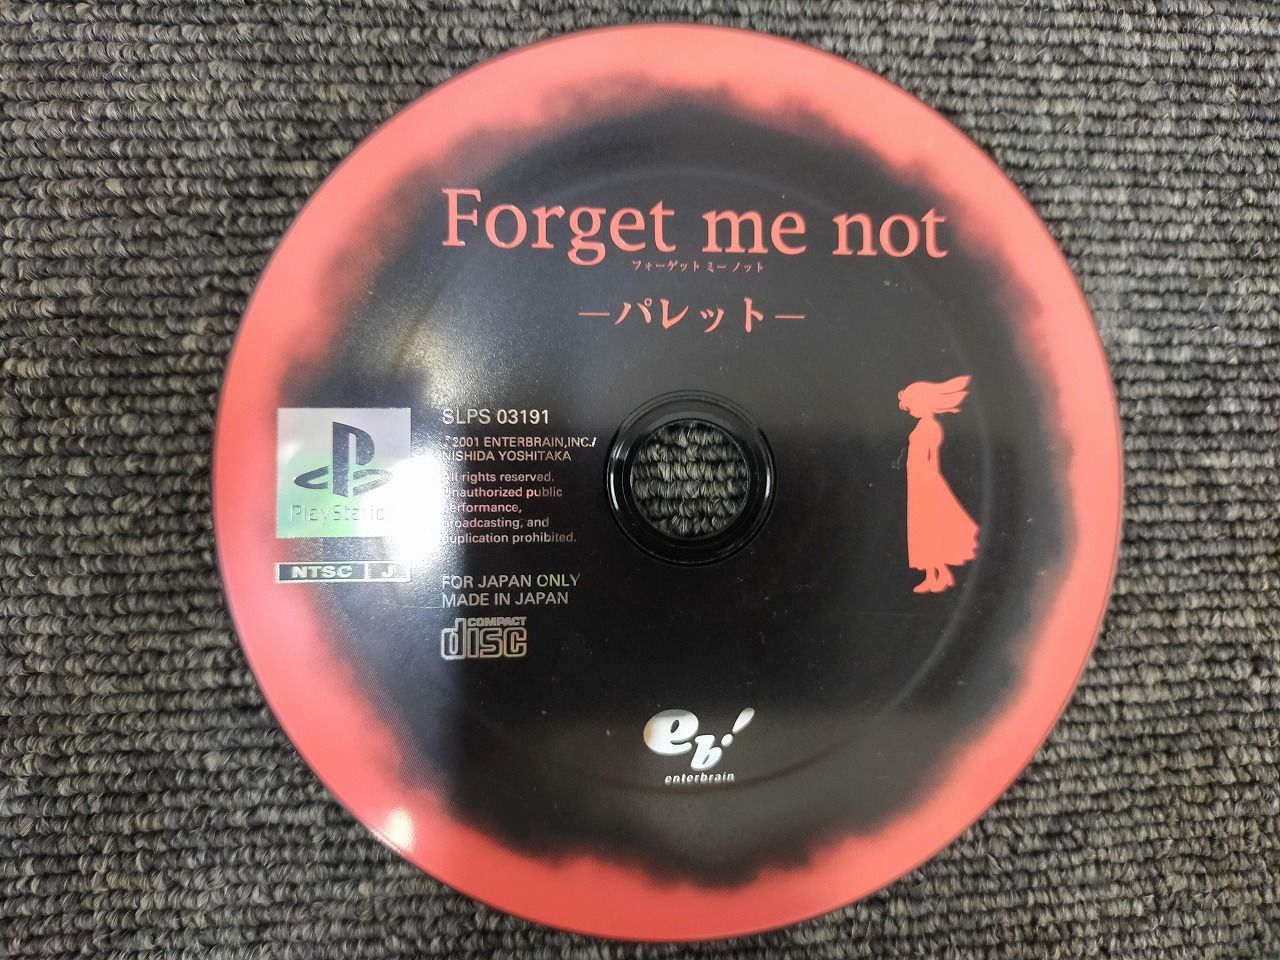 Forget me not
フォーゲット ミー ノット
—パレット—
SLPS 03191
©2001 ENTERBRAIN,INC./
NISHIDA YOSHITAKA
All rights reserved.
Unauthorized public
performance,
broadcasting, and
duplication prohibited.
PlayStation
NTSC J
FOR JAPAN ONLY
MADE IN JAPAN
COMPACT
disc
eb!
enterbrain